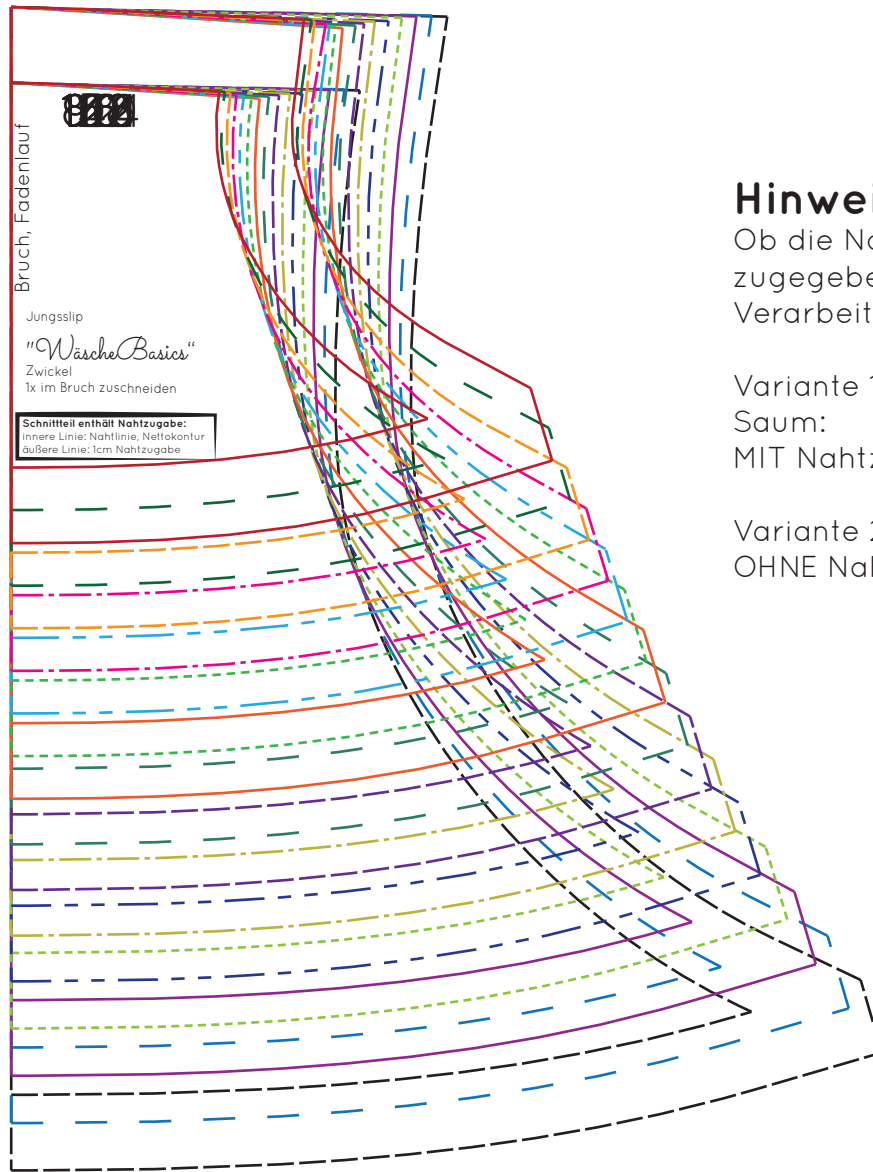 Bruch, Fadenlauf
Jungsslip
"WäscheBasics“
Zwickel
1x im Bruch zuschneiden
Schnittteil enthält Nahtzugabe:
innere Linie: Nahtlinie, Nettokontur
äußere Linie: 1cm Nahtzugabe
Hinwei
Ob die Na
zugegebe
Verarbeit
Variante 1
Saum:
MIT Nahtz
Variante 2
OHNE Nah